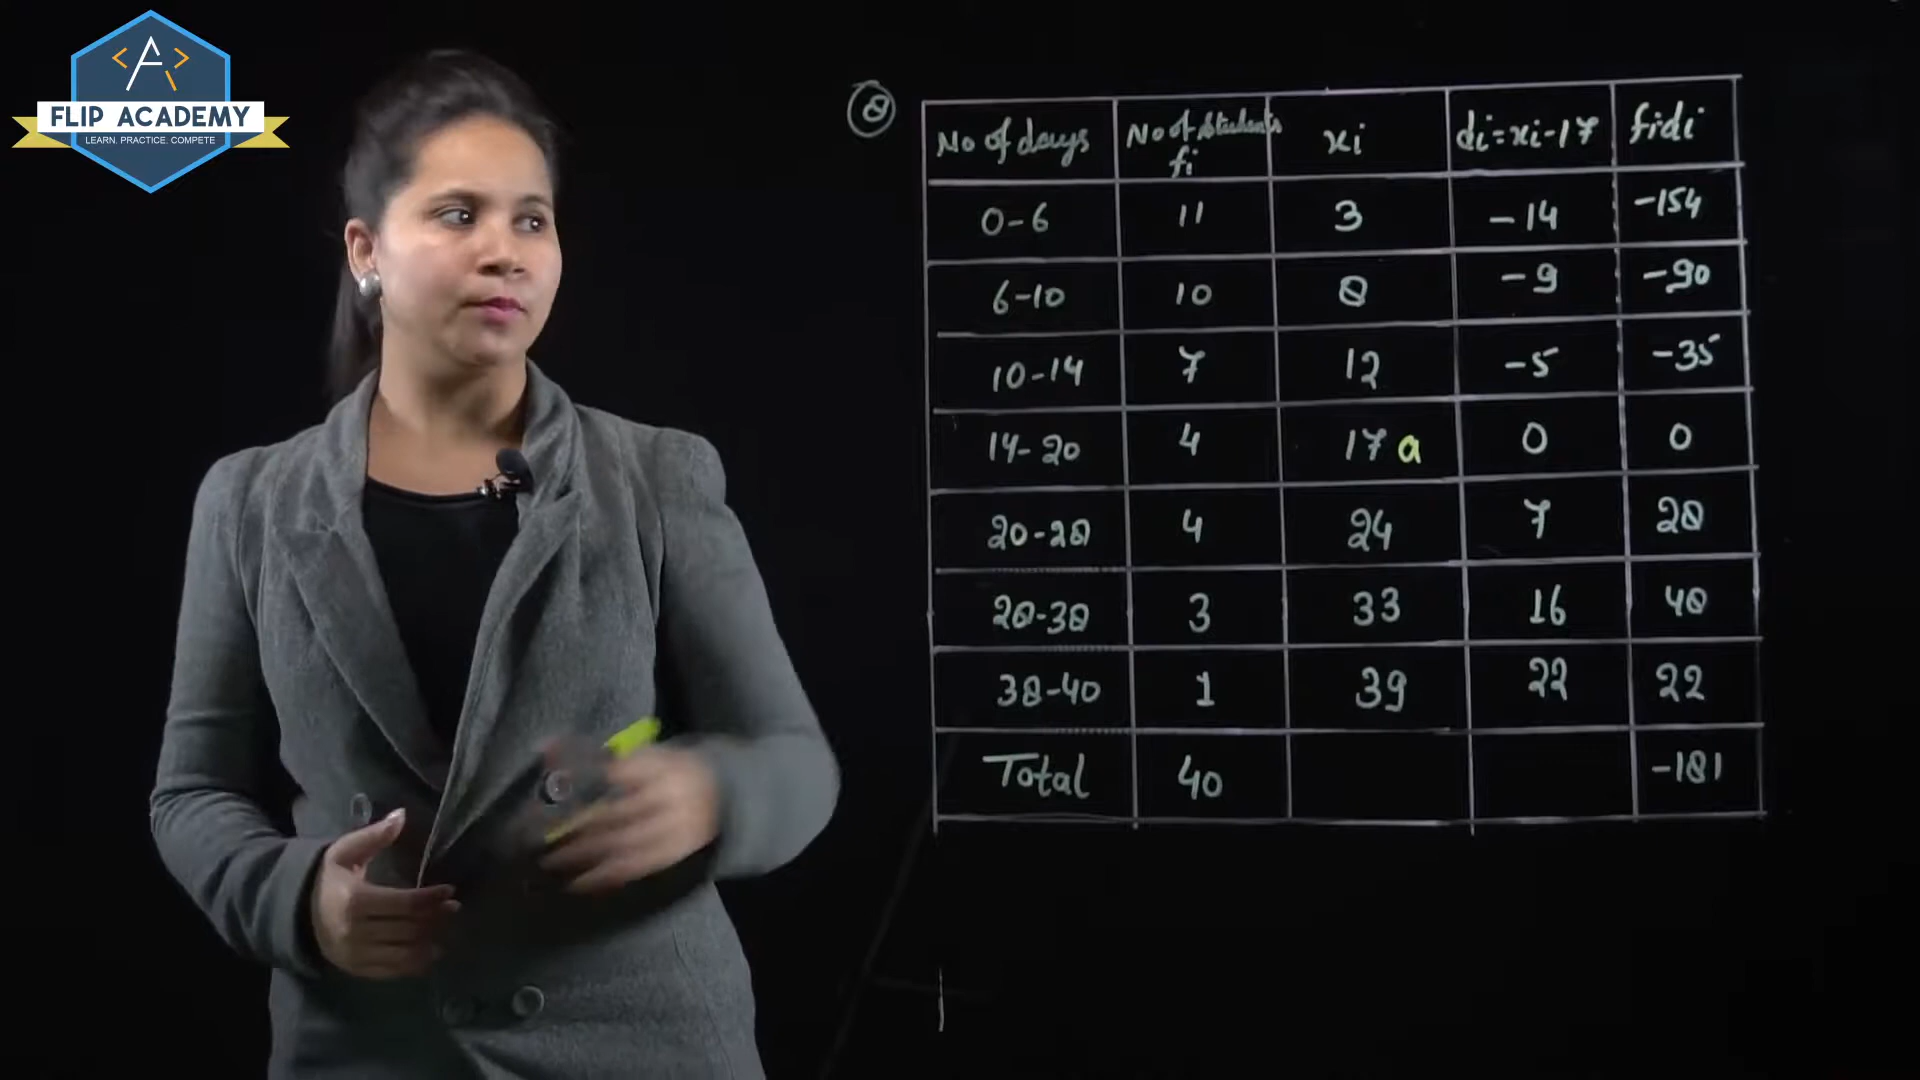 FLIP ACADEMY
LEARN. PRACTICE. COMPETE
8
No of days No of students fi xi di=xi-17 fidi
0-6 11 3 -14 -154
6-10 10 8 -9 -90
10-14 7 12 -5 -35
14-20 4 17 a 0 0
20-28 4 24 7 28
28-38 3 33 16 48
38-40 1 39 22 22
Total 40 -181